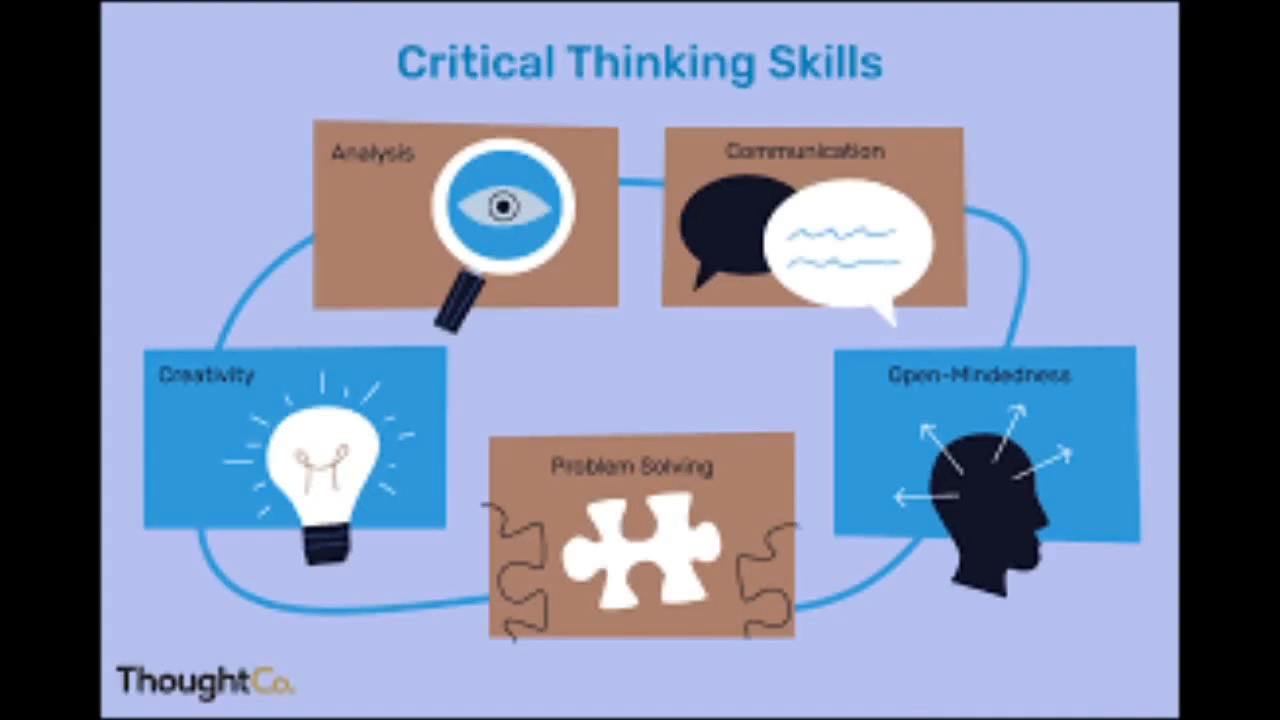 Critical Thinking Skills
Analysis
Communication
Creativity
Open-Mindedness
Problem Solving
ThoughtCo.